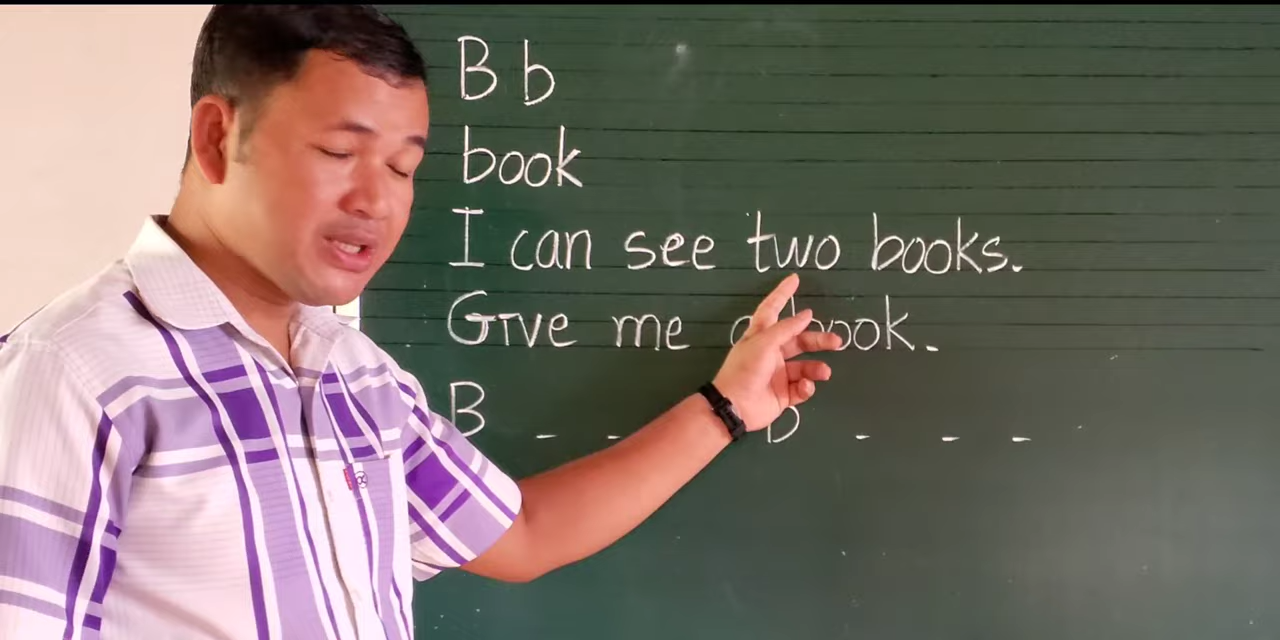 B b
book
I can see two books.
Give me a book.
B _ _ b _ _ _